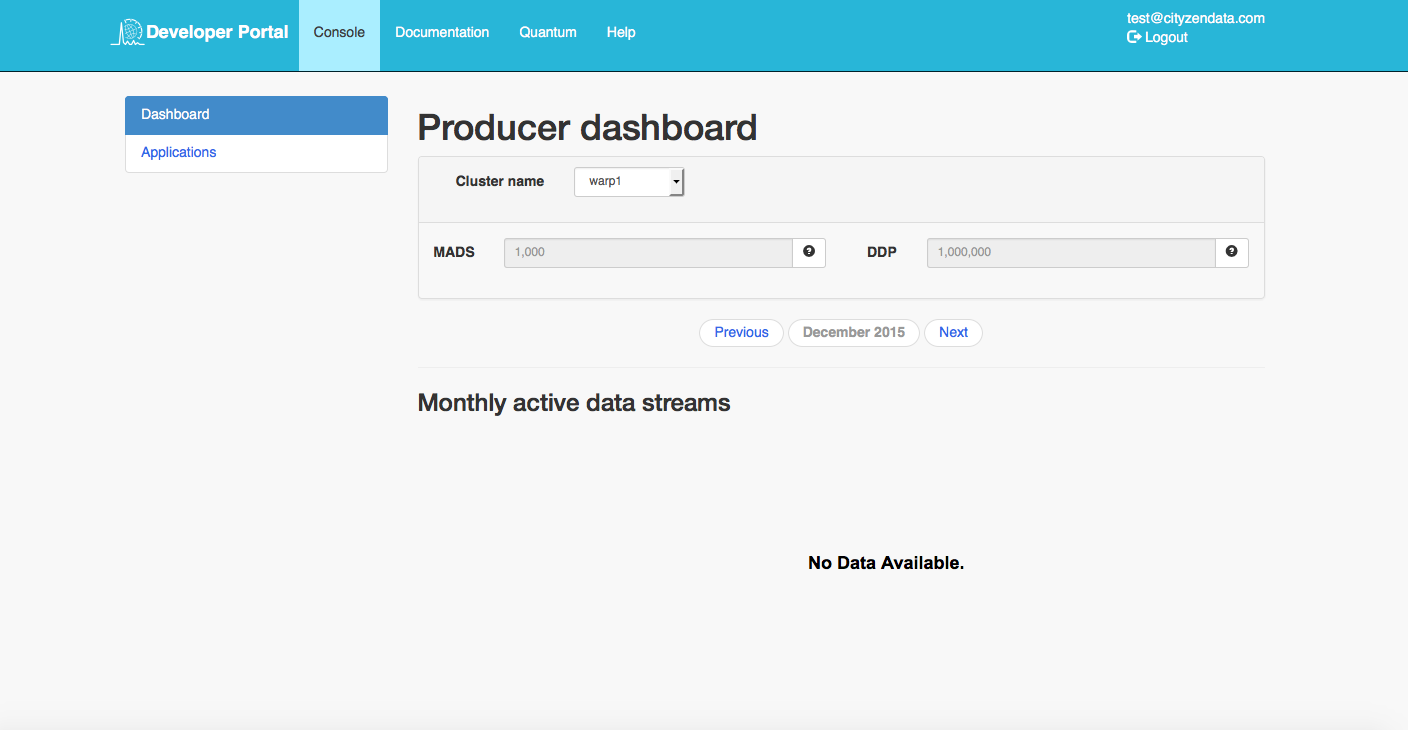 Developer Portal
Console
Documentation
Quantum
Help
test@cityzendata.com
Logout
Dashboard
Applications
Producer dashboard
Cluster name
warp1
MADS
1,000
?
DDP
1,000,000
?
Previous
December 2015
Next
Monthly active data streams
No Data Available.